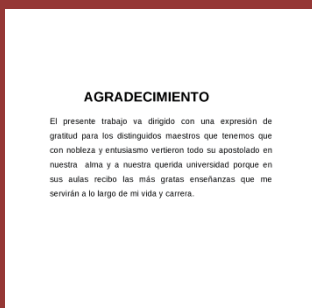 AGRADECIMIENTO
El presente trabajo va dirigido con una expresión de
gratitud para los distinguidos maestros que tenemos que
con nobleza y entusiasmo vertieron todo su apostolado en
nuestra alma y a nuestra querida universidad porque en
sus aulas recibo las más gratas enseñanzas que me
servirán a lo largo de mi vida y carrera.